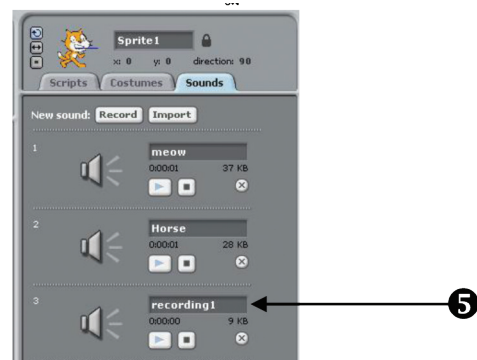 Sprite1
x: 0 y: 0 direction: 90
Scripts Costumes Sounds
New sound: Record Import
1
meow
0:00:01 37 KB
2
Horse
0:00:01 28 KB
3
recording1
0:00:00 9 KB
5